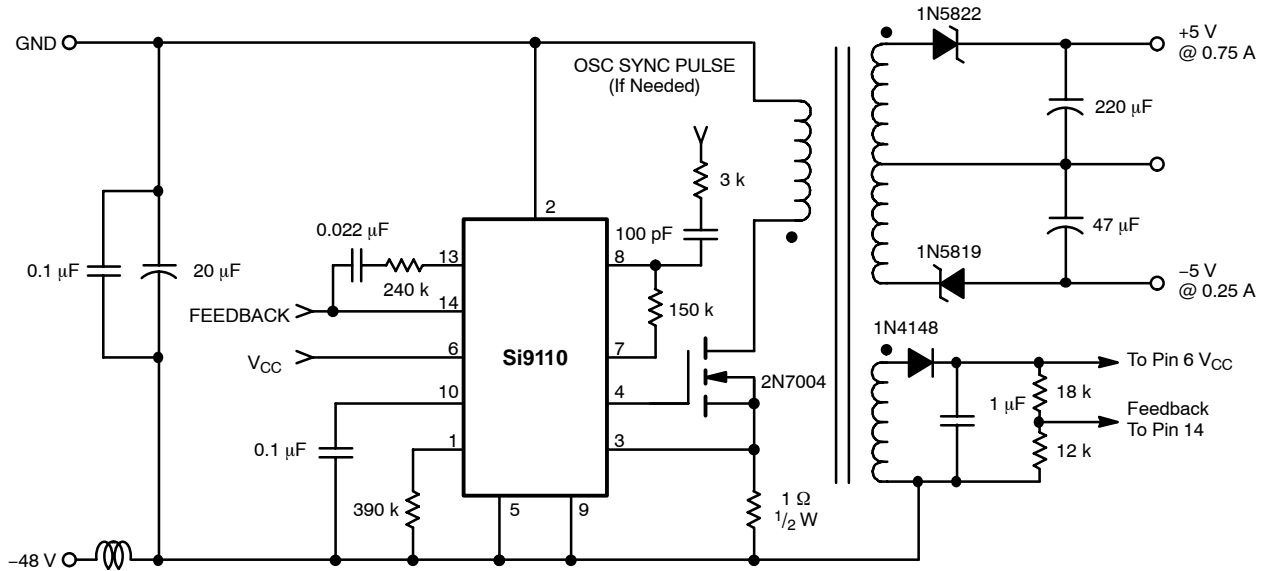 1N5822
GND
+5 V
@ 0.75 A
OSC SYNC PULSE
(If Needed)
220 μF
3 k
2
0.022 μF
100 pF
47 μF
13
8
1N5819
0.1 μF
20 μF
240 k
−5 V
@ 0.25 A
14
150 k
FEEDBACK
1N4148
Si9110
6
7
VCC
To Pin 6 VCC
2N7004
10
4
1 μF
18 k
Feedback
To Pin 14
0.1 μF
1
3
12 k
390 k
5
9
1 Ω
1/2 W
−48 V